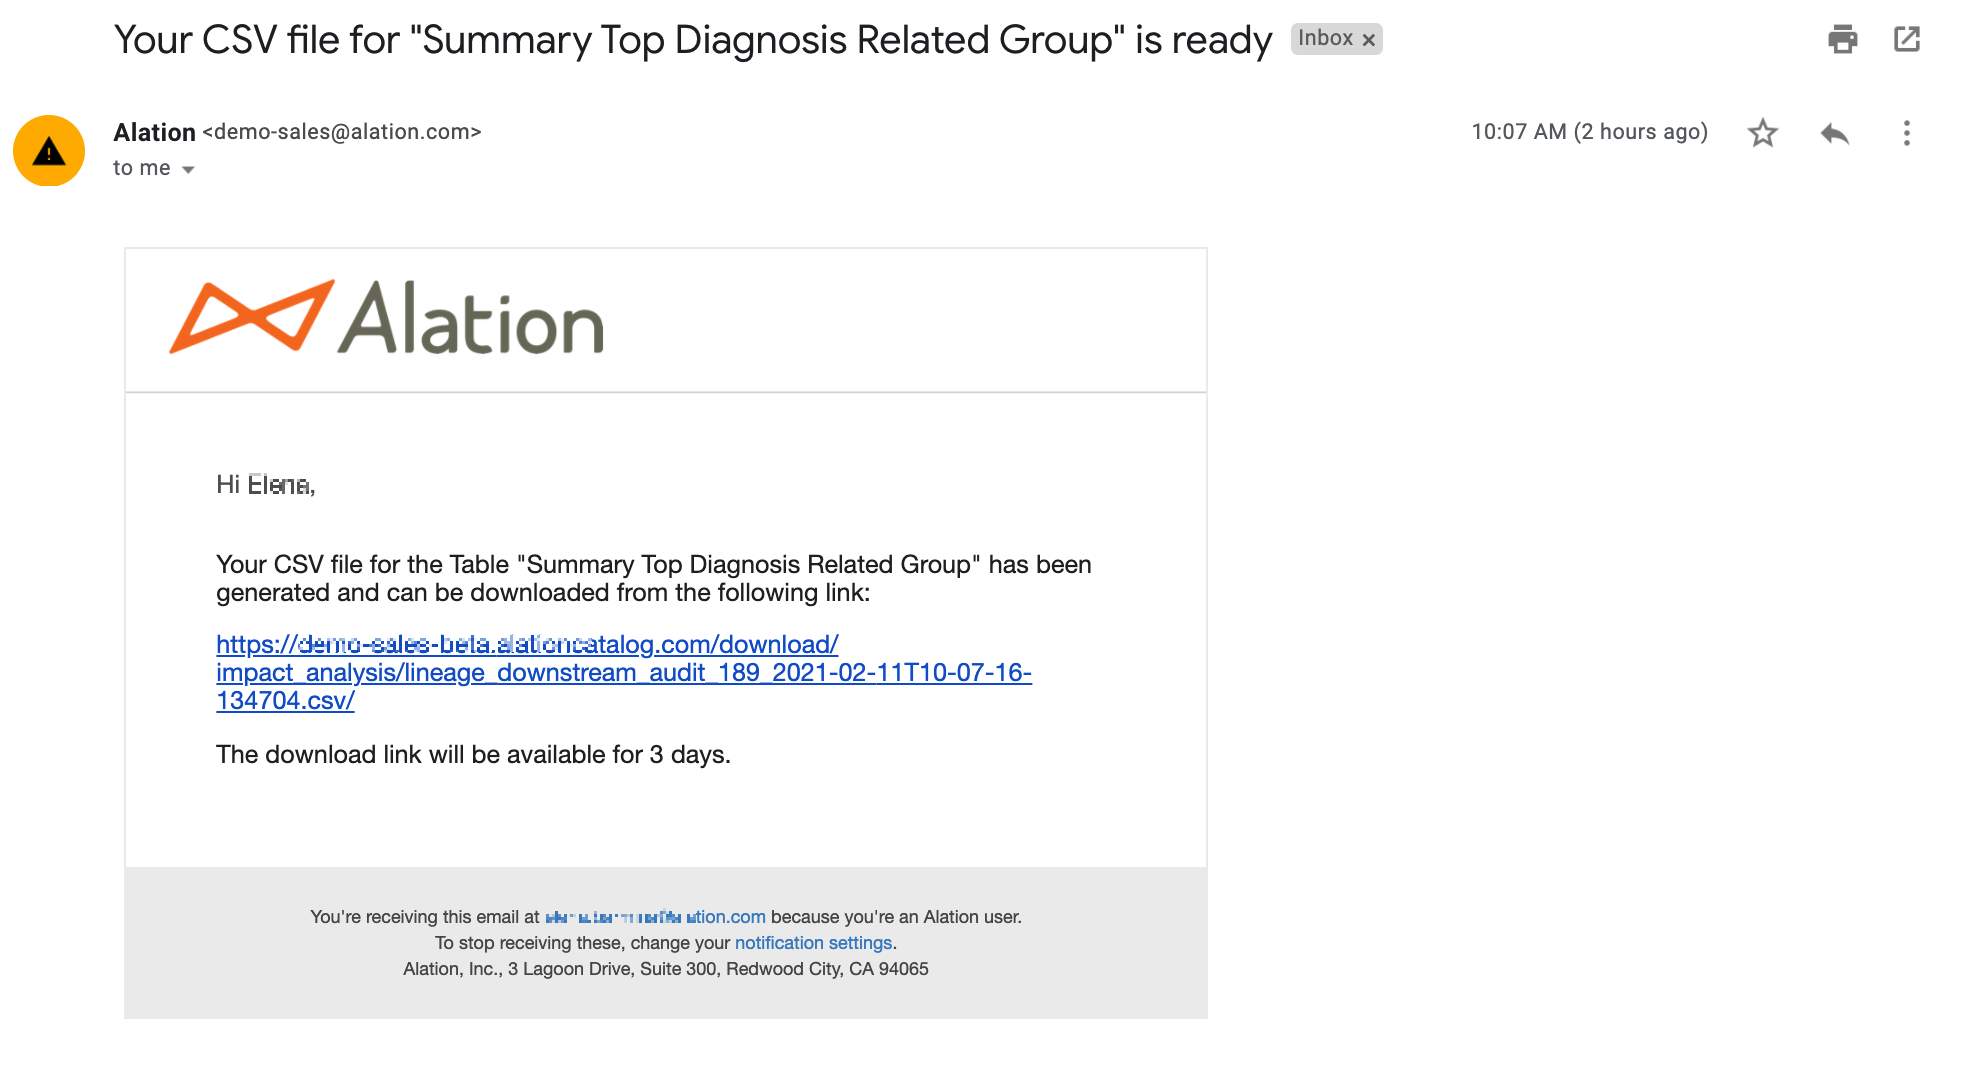 Your CSV file for "Summary Top Diagnosis Related Group" is ready Inbox ×
Alation <demo-sales@alation.com> 10:07 AM (2 hours ago)
to me
Alation
Hi Elena,
Your CSV file for the Table "Summary Top Diagnosis Related Group" has been
generated and can be downloaded from the following link:
https://demo-sales-beta.alationcatalog.com/download/
impact_analysis/lineage_downstream_audit_189_2021-02-11T10-07-16-
134704.csv/
The download link will be available for 3 days.
You're receiving this email at because you're an Alation user.
To stop receiving these, change your notification settings.
Alation, Inc., 3 Lagoon Drive, Suite 300, Redwood City, CA 94065